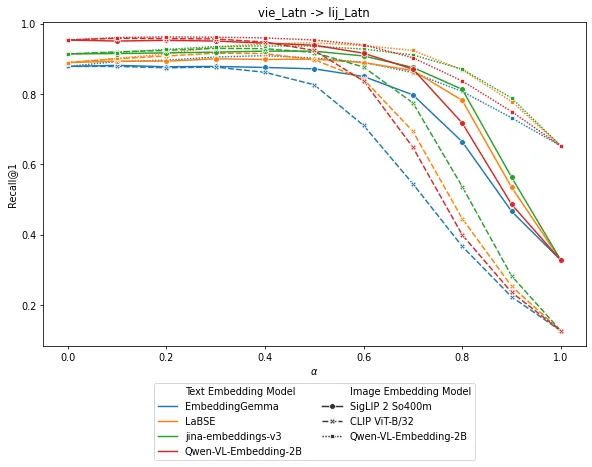 vie_Latn -> lij_Latn
Recall@1
1.0
0.8
0.6
0.4
0.2
0.0 0.2 0.4 0.6 0.8 1.0
α
Text Embedding Model Image Embedding Model
EmbeddingGemma SigLIP 2 So400m
LaBSE CLIP ViT-B/32
jina-embeddings-v3 Qwen-VL-Embedding-2B
Qwen-VL-Embedding-2B